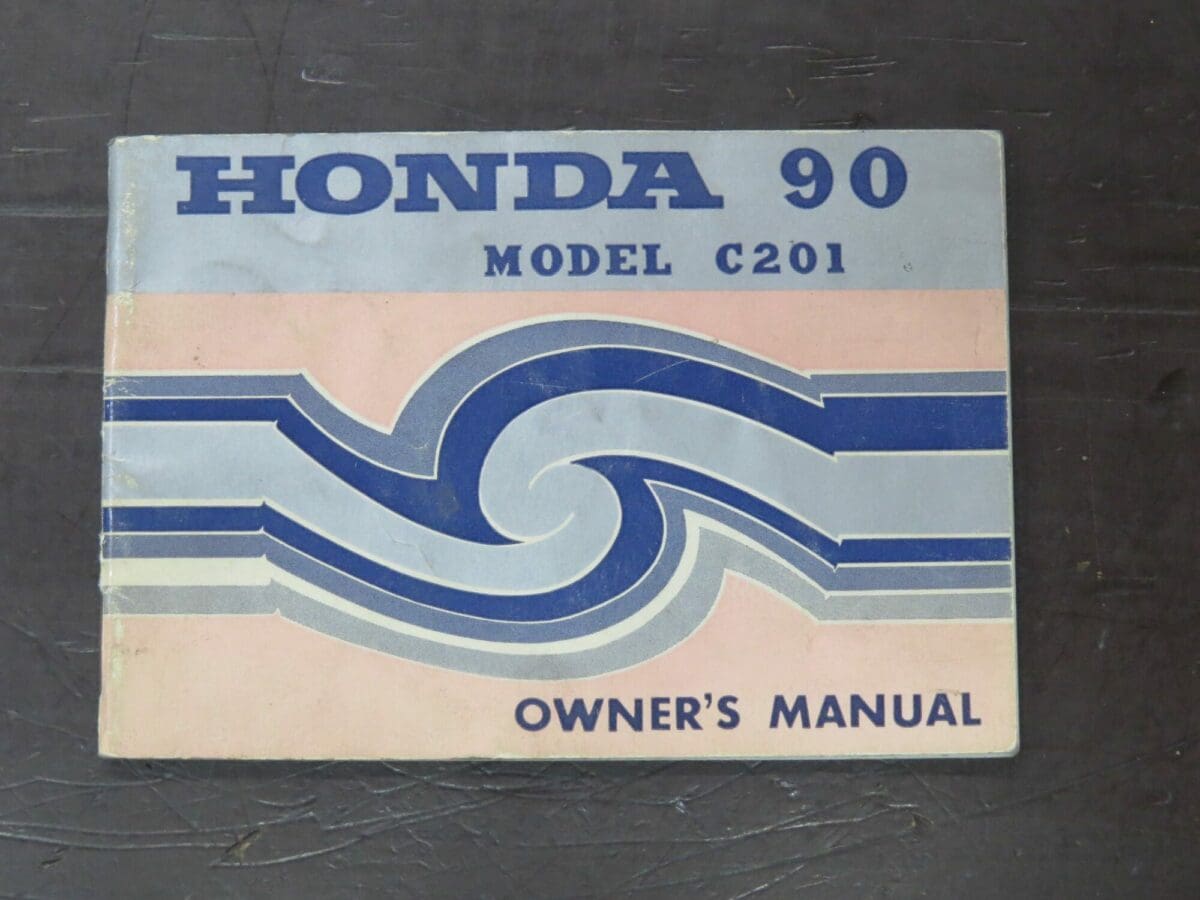 HONDA 90
MODEL C201
OWNER'S MANUAL